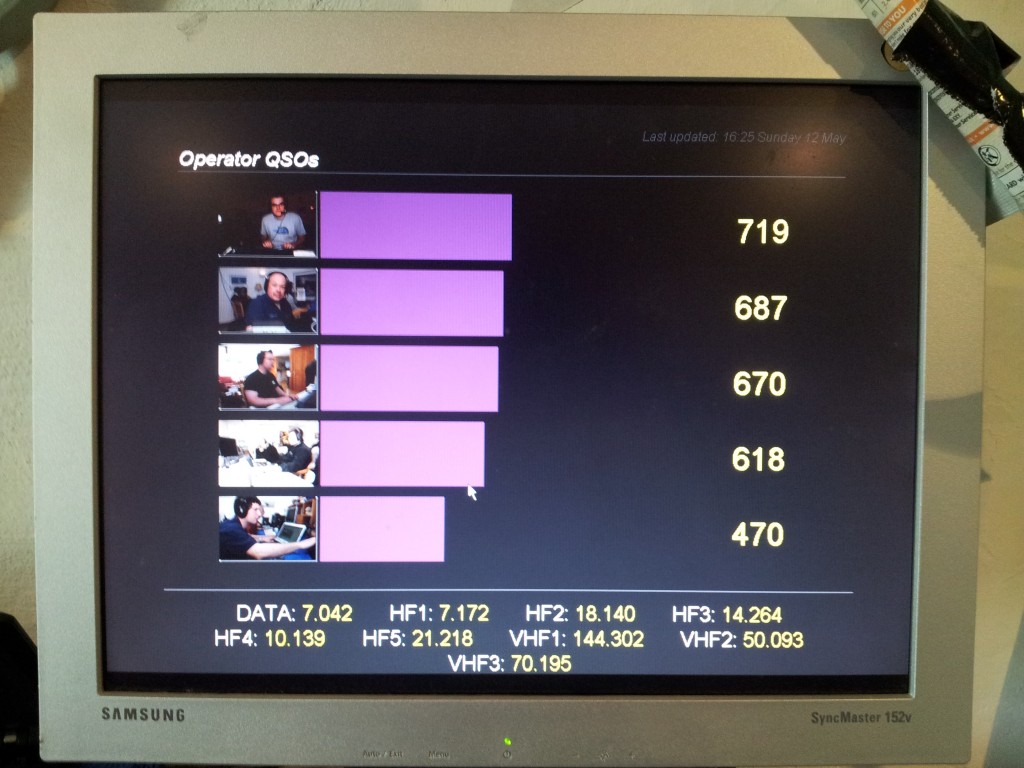 TO YOU
Last updated: 16:25 Sunday 12 May
Operator QSOs
719
687
670
618
470
DATA: 7.042 HF1: 7.172 HF2: 18.140 HF3: 14.264
HF4: 10.139 HF5: 21.218 VHF1: 144.302 VHF2: 50.093
VHF3: 70.195
SAMSUNG
SyncMaster 152v
Auto / Exit Menu